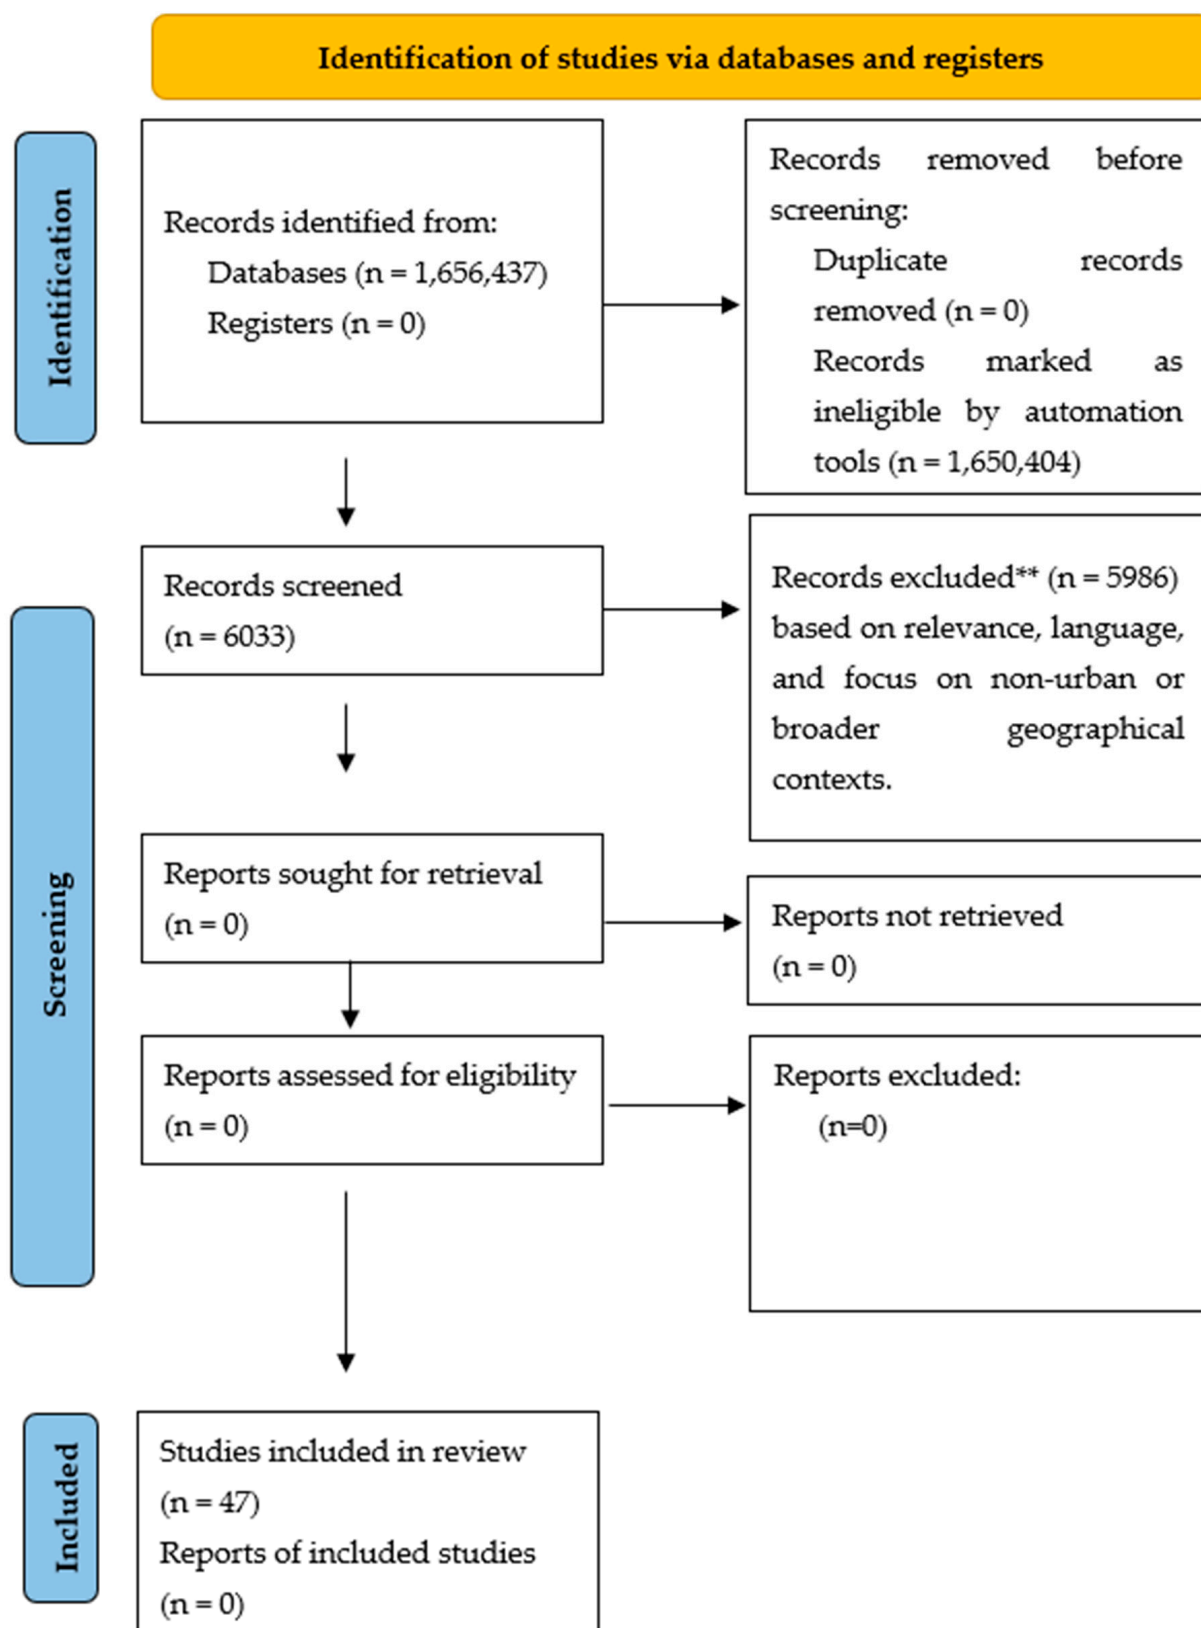 Identification of studies via databases and registers
Identification
Records identified from:
Databases (n = 1,656,437)
Registers (n = 0)
Records removed before
screening:
Duplicate records
removed (n = 0)
Records marked as
ineligible by automation
tools (n = 1,650,404)
Screening
Records screened
(n = 6033)
Records excluded** (n = 5986)
based on relevance, language,
and focus on non-urban or
broader geographical
contexts.
Reports sought for retrieval
(n = 0)
Reports not retrieved
(n = 0)
Reports assessed for eligibility
(n = 0)
Reports excluded:
(n=0)
Included
Studies included in review
(n = 47)
Reports of included studies
(n = 0)